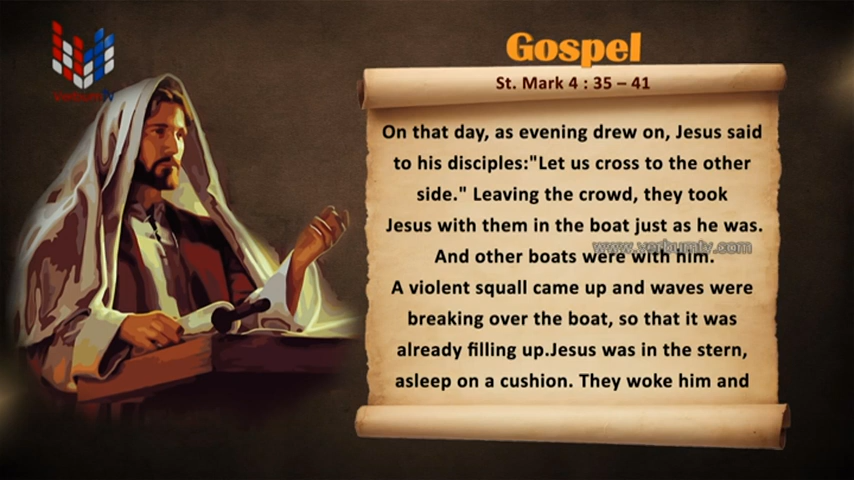 VerbumTV
Gospel
St. Mark 4 : 35 – 41
On that day, as evening drew on, Jesus said
to his disciples:"Let us cross to the other
side." Leaving the crowd, they took
Jesus with them in the boat just as he was.
www.verbumtv.com
And other boats were with him.
A violent squall came up and waves were
breaking over the boat, so that it was
already filling up.Jesus was in the stern,
asleep on a cushion. They woke him and